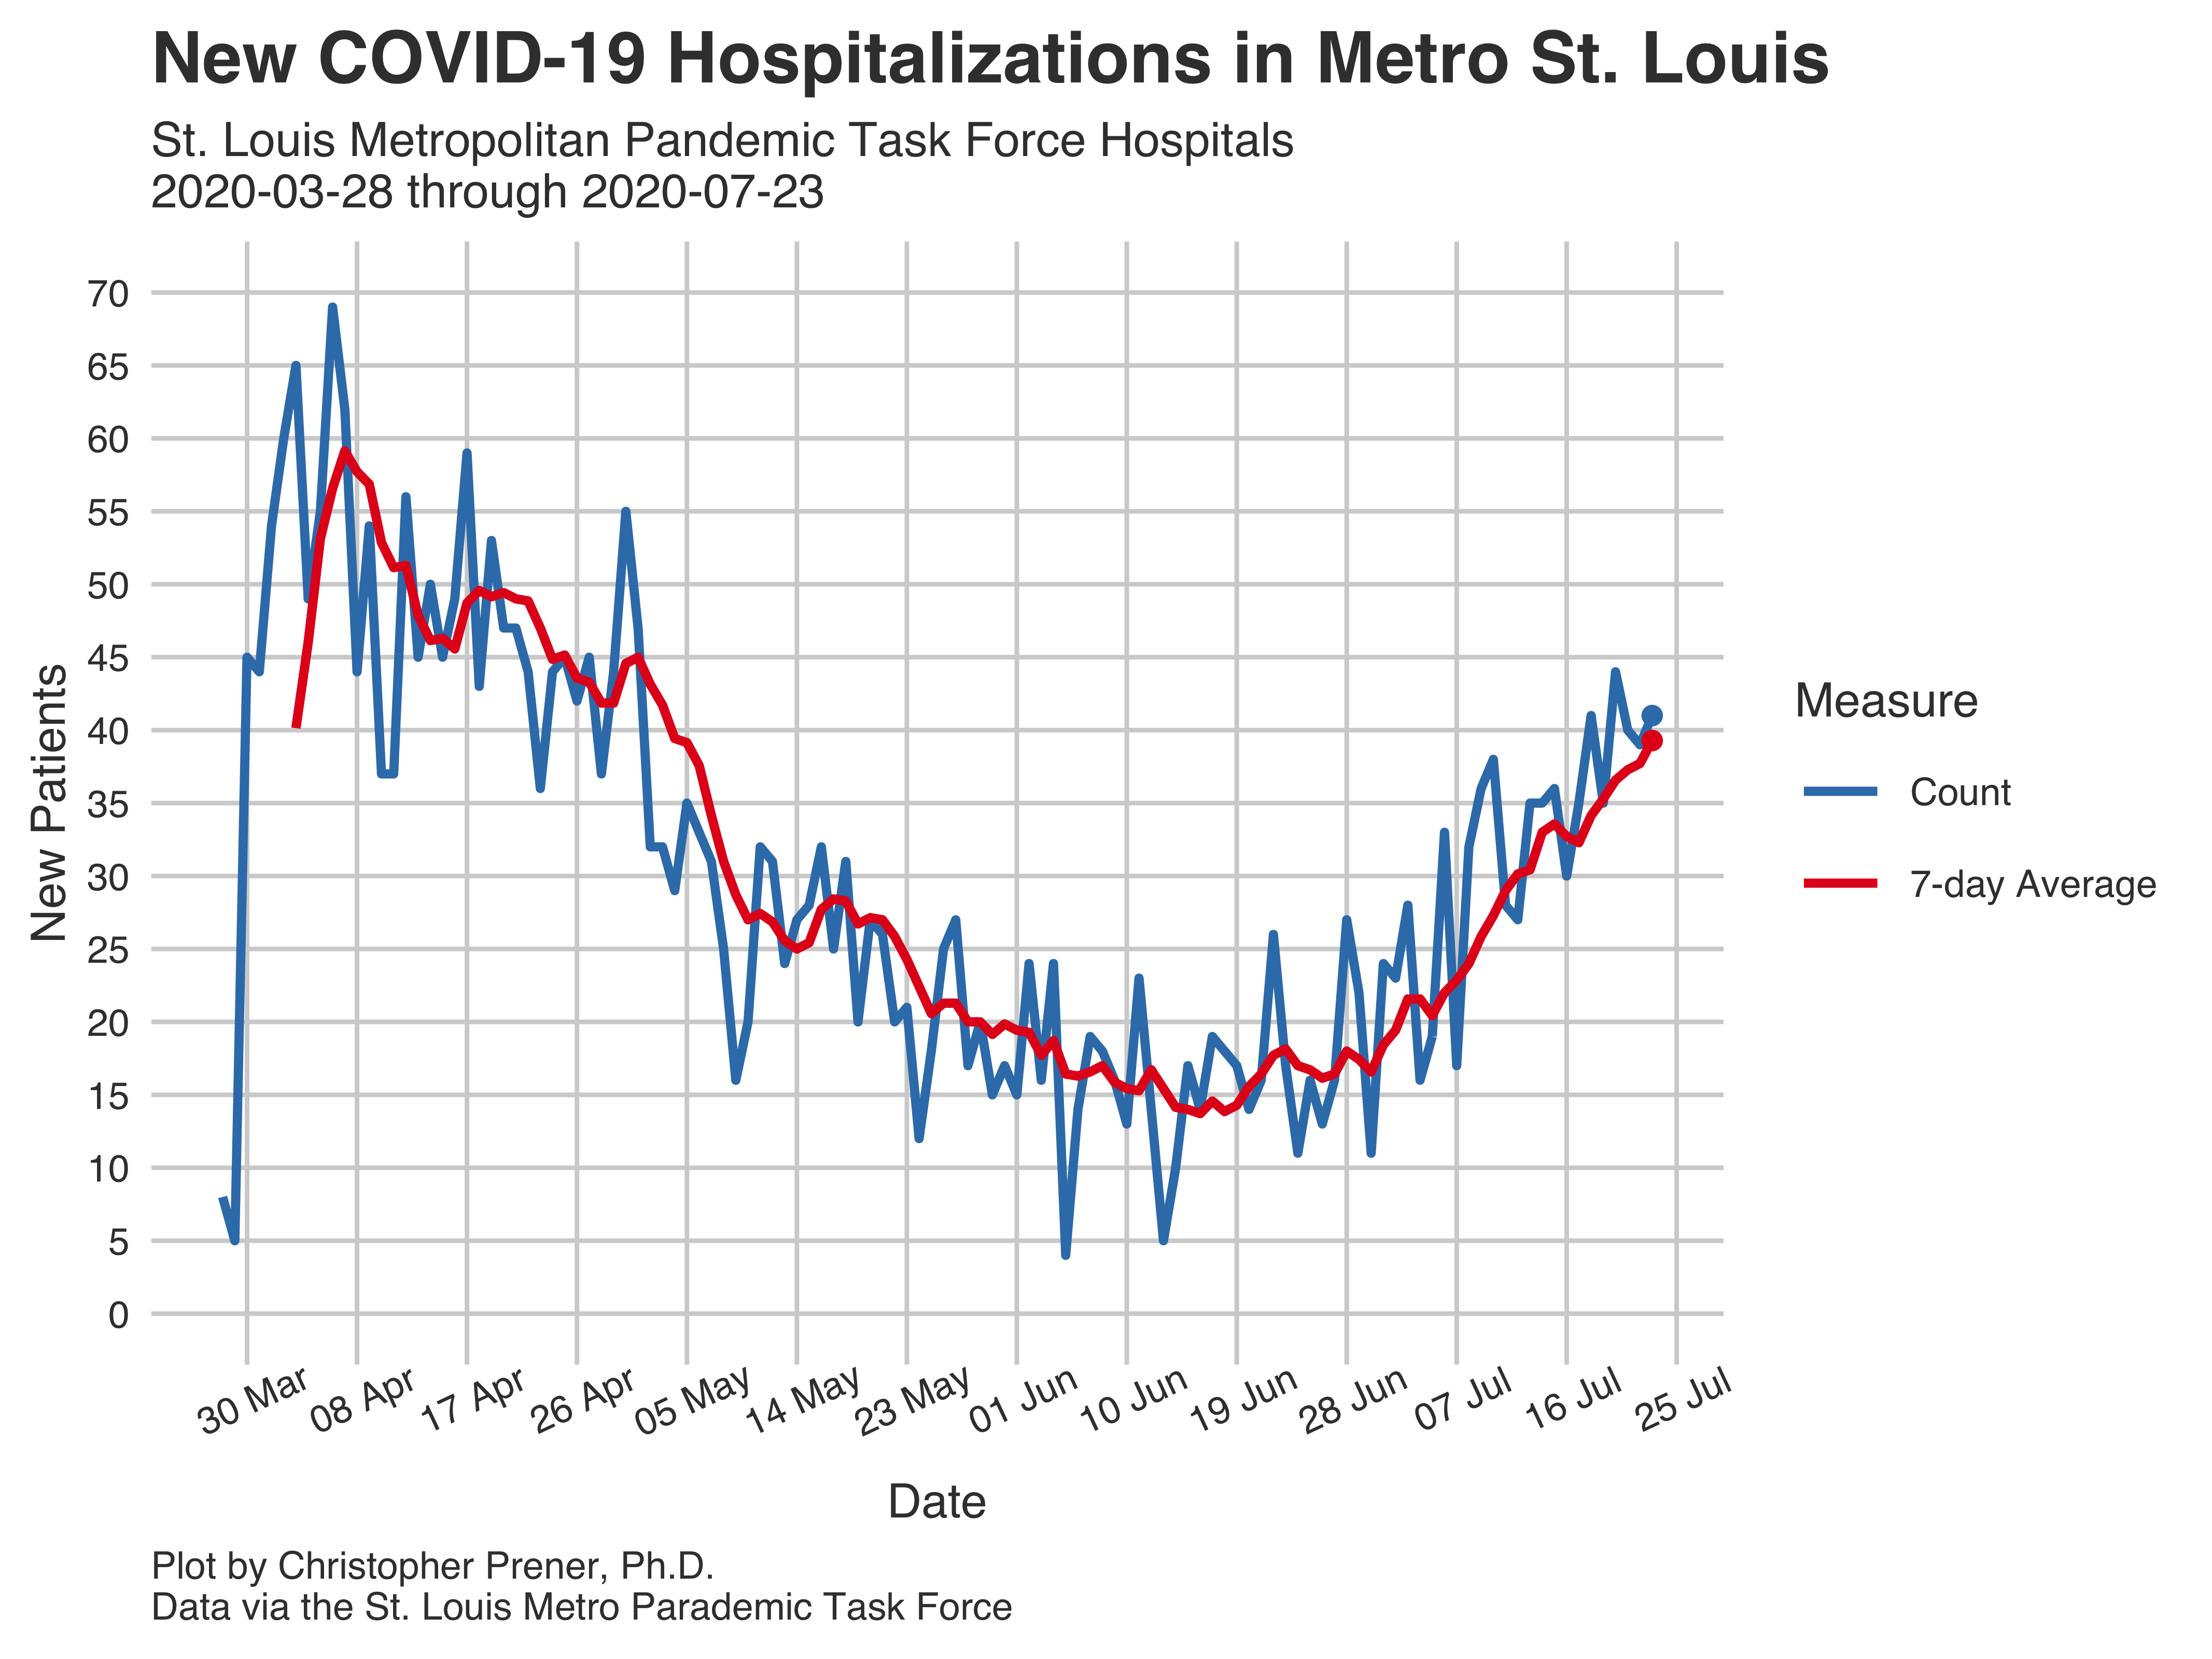 New COVID-19 Hospitalizations in Metro St. Louis
St. Louis Metropolitan Pandemic Task Force Hospitals
2020-03-28 through 2020-07-23
70
65
60
55
50
45
40
35
30
25
20
15
10
5
0
New Patients
30 Mar
08 Apr
17 Apr
26 Apr
05 May
14 May
23 May
01 Jun
10 Jun
19 Jun
28 Jun
07 Jul
16 Jul
25 Jul
Date
Measure
Count
7-day Average
Plot by Christopher Prener, Ph.D.
Data via the St. Louis Metro Parademic Task Force